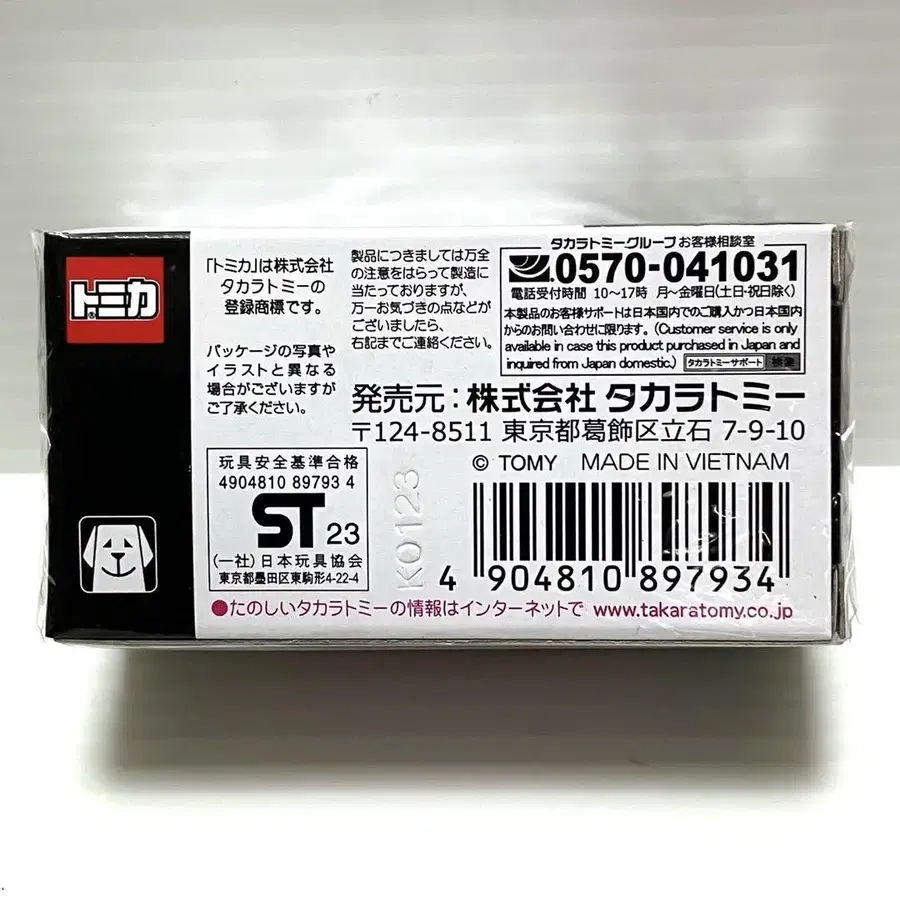 トミカ
®
「トミカ」は株式会社
タカラトミーの
登録商標です。
パッケージの写真や
イラストと異なる
場合がございますが
ご了承ください。
製品につきましては万全
の注意をはらって製造に
当たっておりますが、
万一お気づきの点などが
ございましたら、
右記までご連絡ください。
タカラトミーグループお客様相談室
0570-041031
電話受付時間 10〜17時 月〜金曜日(土日・祝日除く)
本製品のお客様サポートは日本国内でのご購入かつ日本国内
からのお問い合わせに限ります。(Customer service is only
available in case this product purchased in Japan and
inquired from Japan domestic.) タカラトミーサポート 検索
発売元:株式会社 タカラトミー
〒124-8511 東京都葛飾区立石 7-9-10
© TOMY MADE IN VIETNAM
玩具安全基準合格
4904810 89793 4
ST 23
(一社)日本玩具協会
東京都墨田区東駒形4-22-4
K0123
4 904810 897934
●たのしいタカラトミーの情報はインターネットで www.takaratomy.co.jp